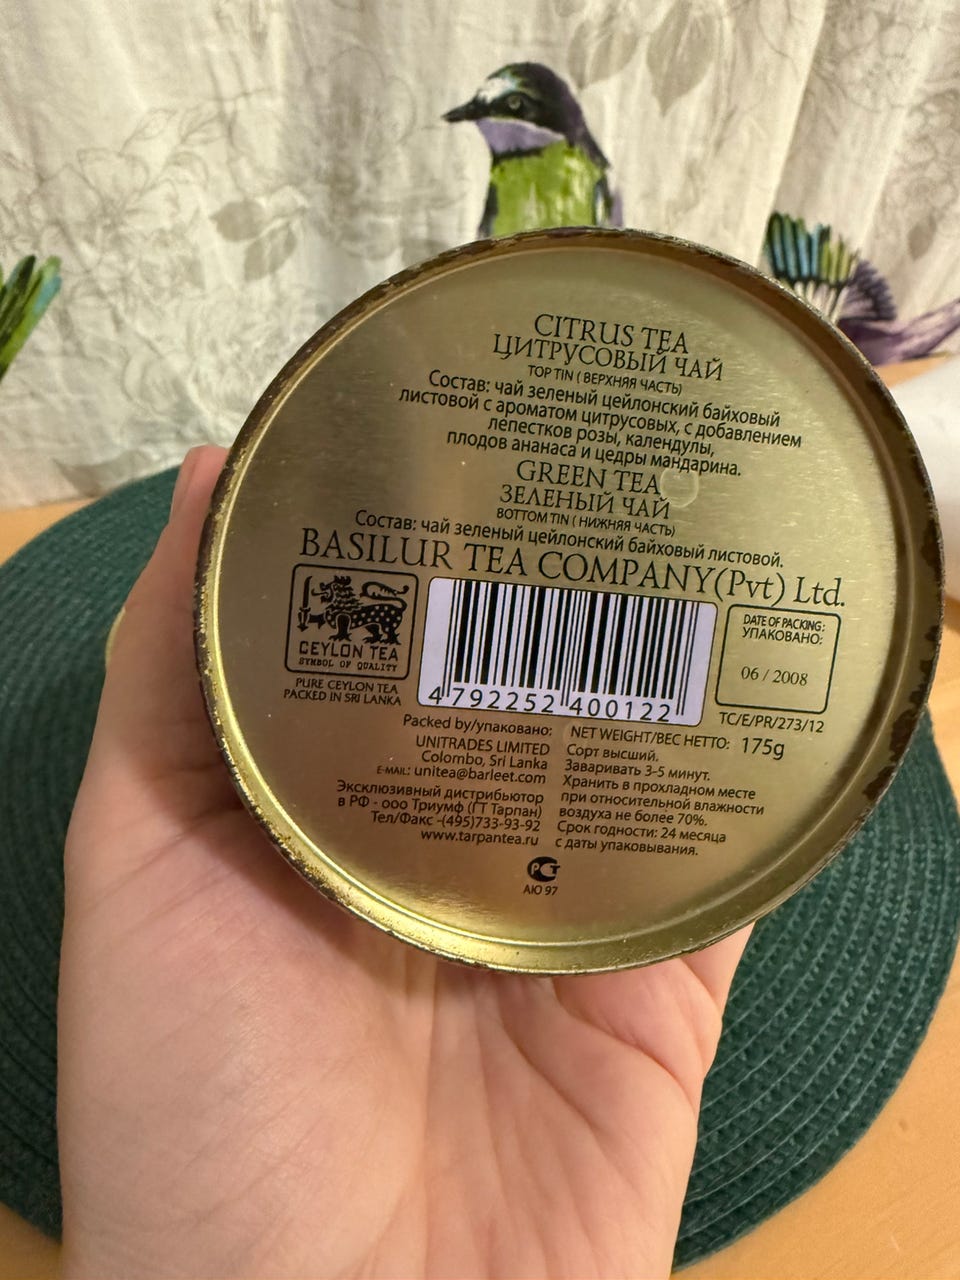 CITRUS TEA
ЦИТРУСОВЫЙ ЧАЙ
TOP TIN ( ВЕРХНЯЯ ЧАСТЬ)
Состав: чай зеленый цейлонский байховый
листовой с ароматом цитрусовых, с добавлением
лепестков розы, календулы,
плодов ананаса и цедры мандарина.
GREEN TEA
ЗЕЛЕНЫЙ ЧАЙ
BOTTOM TIN ( НИЖНЯЯ ЧАСТЬ)
Состав: чай зеленый цейлонский байховый листовой.
BASILUR TEA COMPANY(Pvt) Ltd.
CEYLON TEA
SYMBOL OF QUALITY
PURE CEYLON TEA
PACKED IN SRI LANKA
4 792252 400122
DATE OF PACKING:
УПАКОВАНО:
06 / 2008
TC/E/PR/273/12
Packed by/упаковано:
UNITRADES LIMITED
Colombo, Sri Lanka
E-MAIL: unitea@barleet.com
Эксклюзивный дистрибьютор
в РФ - ооо Триумф (ГТ Тарпан)
Тел/Факс -(495)733-93-92
www.tarpantea.ru
NET WEIGHT/ВЕС НЕТТО: 175g
Сорт высший.
Заваривать 3-5 минут.
Хранить в прохладном месте
при относительной влажности
воздуха не более 70%.
Срок годности: 24 месяца
с даты упаковывания.
РСТ
АЮ 97